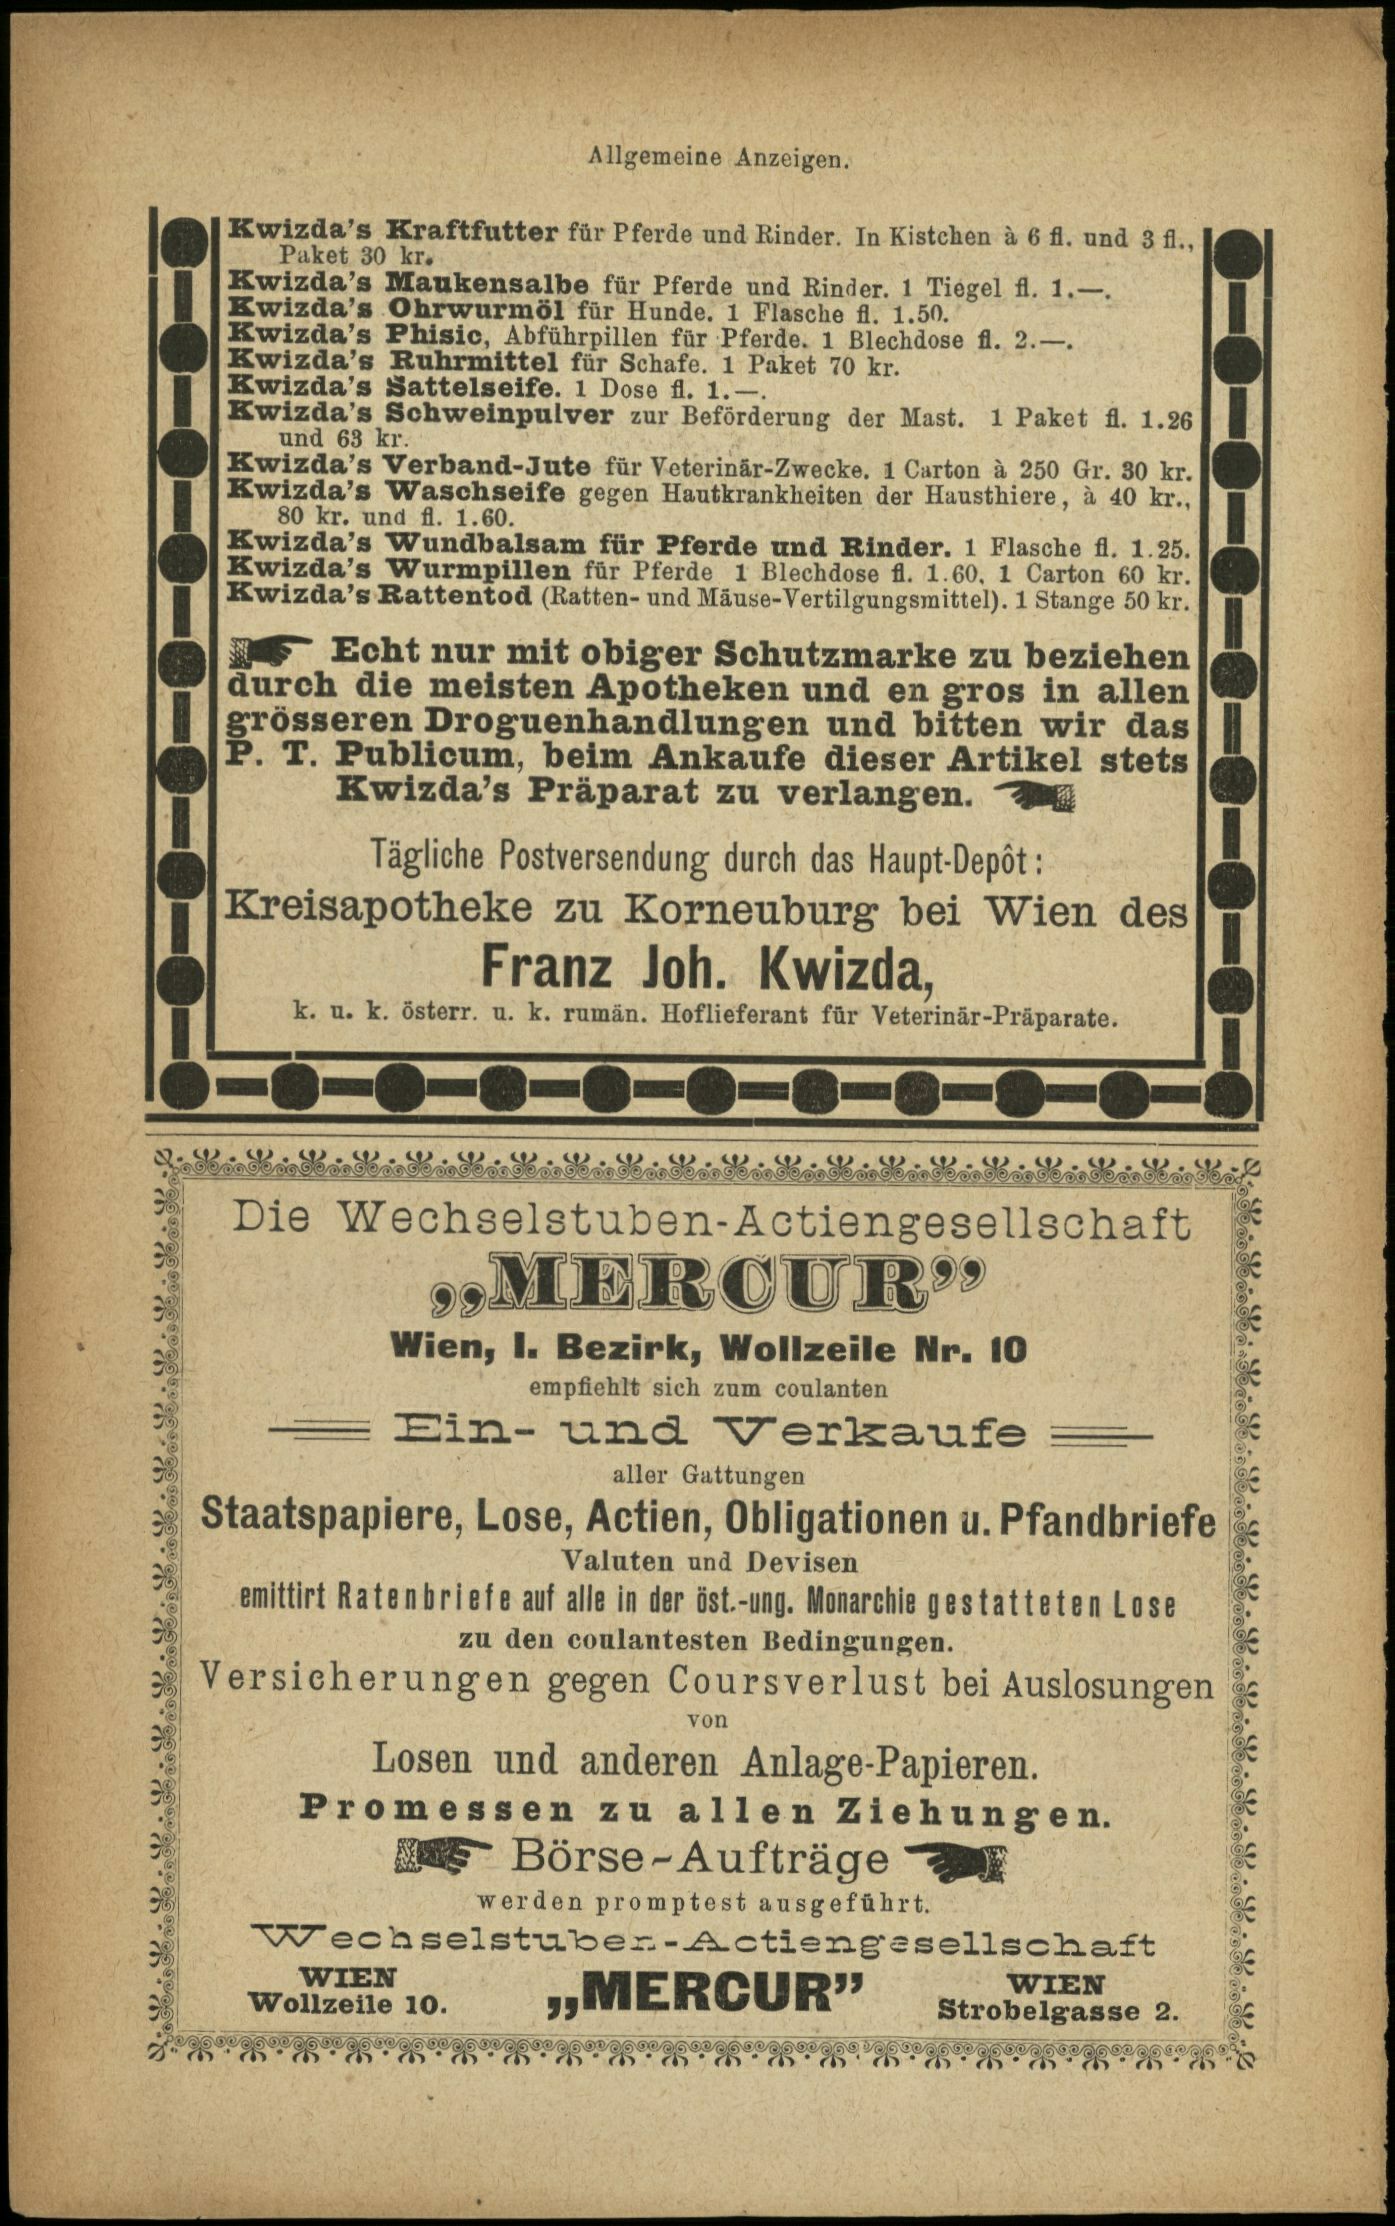 Allgemeine Anzeigen.
Kwizda's Kraftfutter für Pferde und Rinder. In Kistchen à 6 fl. und 3 fl.,
Paket 30 kr.
Kwizda's Maukensalbe für Pferde und Rinder. 1 Tiegel fl. 1.—.
Kwizda's Ohrwurmöl für Hunde. 1 Flasche fl. 1.50.
Kwizda's Phisic, Abführpillen für Pferde. 1 Blechdose fl. 2.—.
Kwizda's Ruhrmittel für Schafe. 1 Paket 70 kr.
Kwizda's Sattelseife. 1 Dose fl. 1.—.
Kwizda's Schweinpulver zur Beförderung der Mast. 1 Paket fl. 1.26
und 63 kr.
Kwizda's Verband-Jute für Veterinär-Zwecke. 1 Carton à 250 Gr. 30 kr.
Kwizda's Waschseife gegen Hautkrankheiten der Hausthiere, à 40 kr.,
80 kr. und fl. 1.60.
Kwizda's Wundbalsam für Pferde und Rinder. 1 Flasche fl. 1.25.
Kwizda's Wurmpillen für Pferde 1 Blechdose fl. 1.60, 1 Carton 60 kr.
Kwizda's Rattentod (Ratten- und Mäuse-Vertilgungsmittel). 1 Stange 50 kr.
Echt nur mit obiger Schutzmarke zu beziehen
durch die meisten Apotheken und en gros in allen
grösseren Droguenhandlungen und bitten wir das
P. T. Publicum, beim Ankaufe dieser Artikel stets
Kwizda's Präparat zu verlangen.
Tägliche Postversendung durch das Haupt-Depôt:
Kreisapotheke zu Korneuburg bei Wien des
Franz Joh. Kwizda,
k. u. k. österr. u. k. rumän. Hoflieferant für Veterinär-Präparate.
Die Wechselstuben-Actiengesellschaft
„MERCUR”
Wien, I. Bezirk, Wollzeile Nr. 10
empfiehlt sich zum coulanten
Ein- und Verkaufe
aller Gattungen
Staatspapiere, Lose, Actien, Obligationen u. Pfandbriefe
Valuten und Devisen
emittirt Ratenbriefe auf alle in der öst.-ung. Monarchie gestatteten Lose
zu den coulantesten Bedingungen.
Versicherungen gegen Coursverlust bei Auslosungen
von
Losen und anderen Anlage-Papieren.
Promessen zu allen Ziehungen.
Börse-Aufträge
werden promptest ausgeführt.
Wechselstuben-Actiengesellschaft
WIEN „MERCUR” WIEN
Wollzeile 10. Strobelgasse 2.